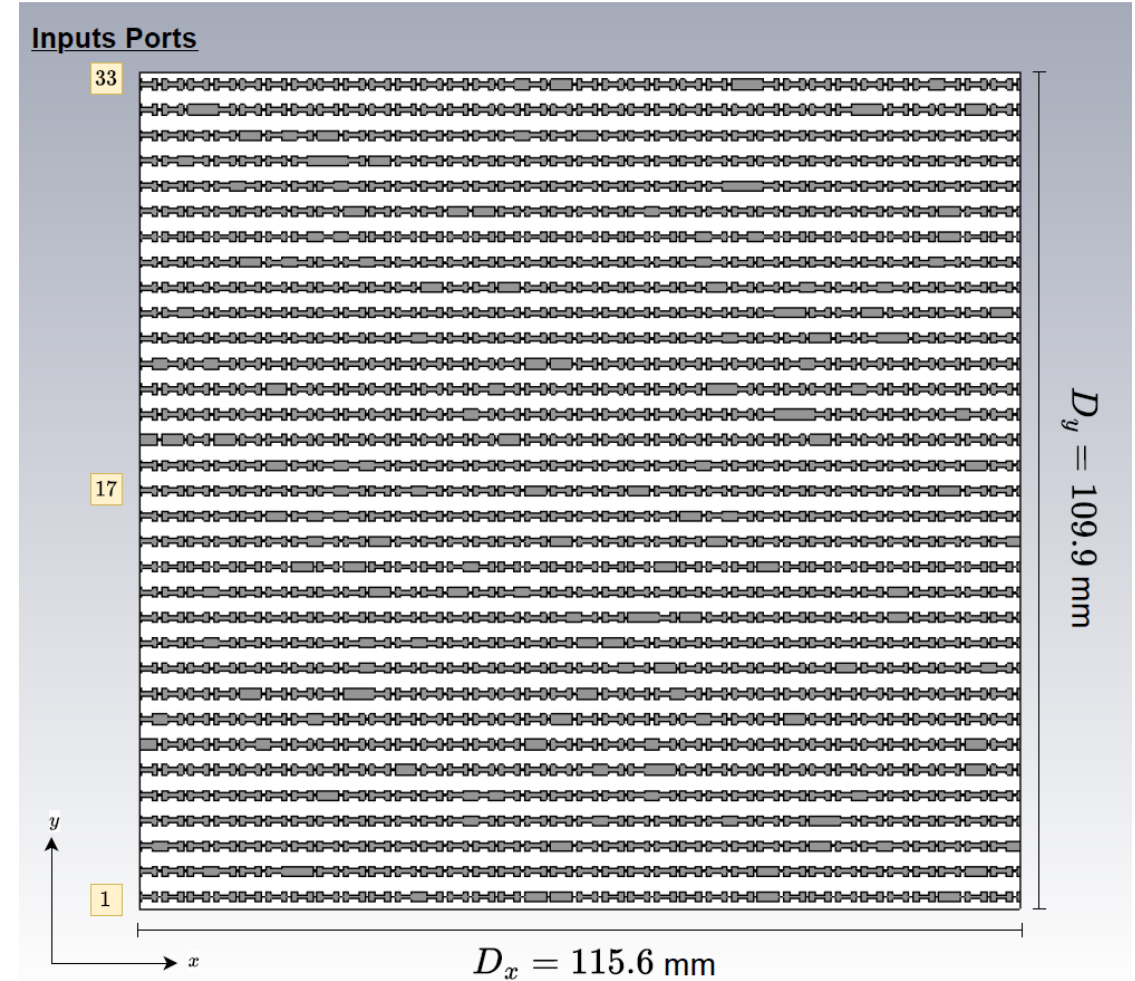 Inputs Ports
33
17
1
y
x
D_y = 109.9 mm
D_x = 115.6 mm